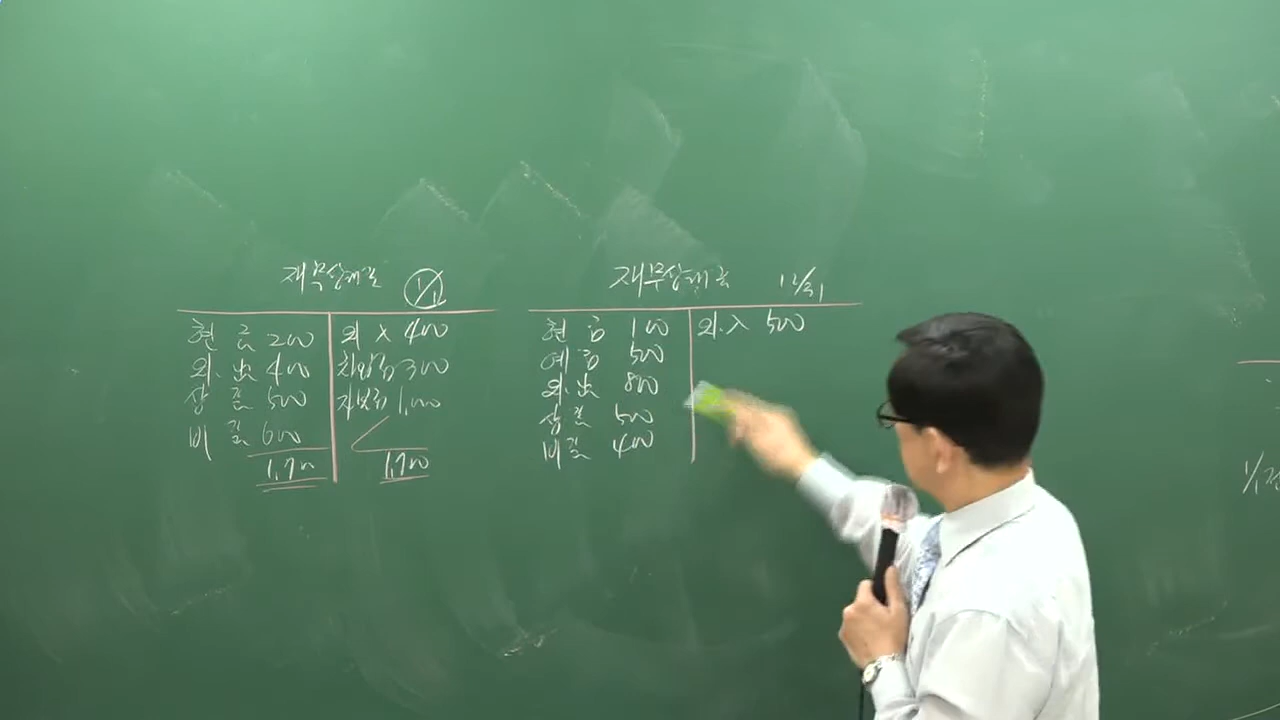 재무상태표 1/1
현 금 200 외 入 400
외.出 400 차입금 300
상 품 500 자본금 1,000
비 품 600
1,700 1,700
재무상태표 12/31
현 금 100 외.入 500
예 금 500
외.出 800
상 품 500
비 품 400